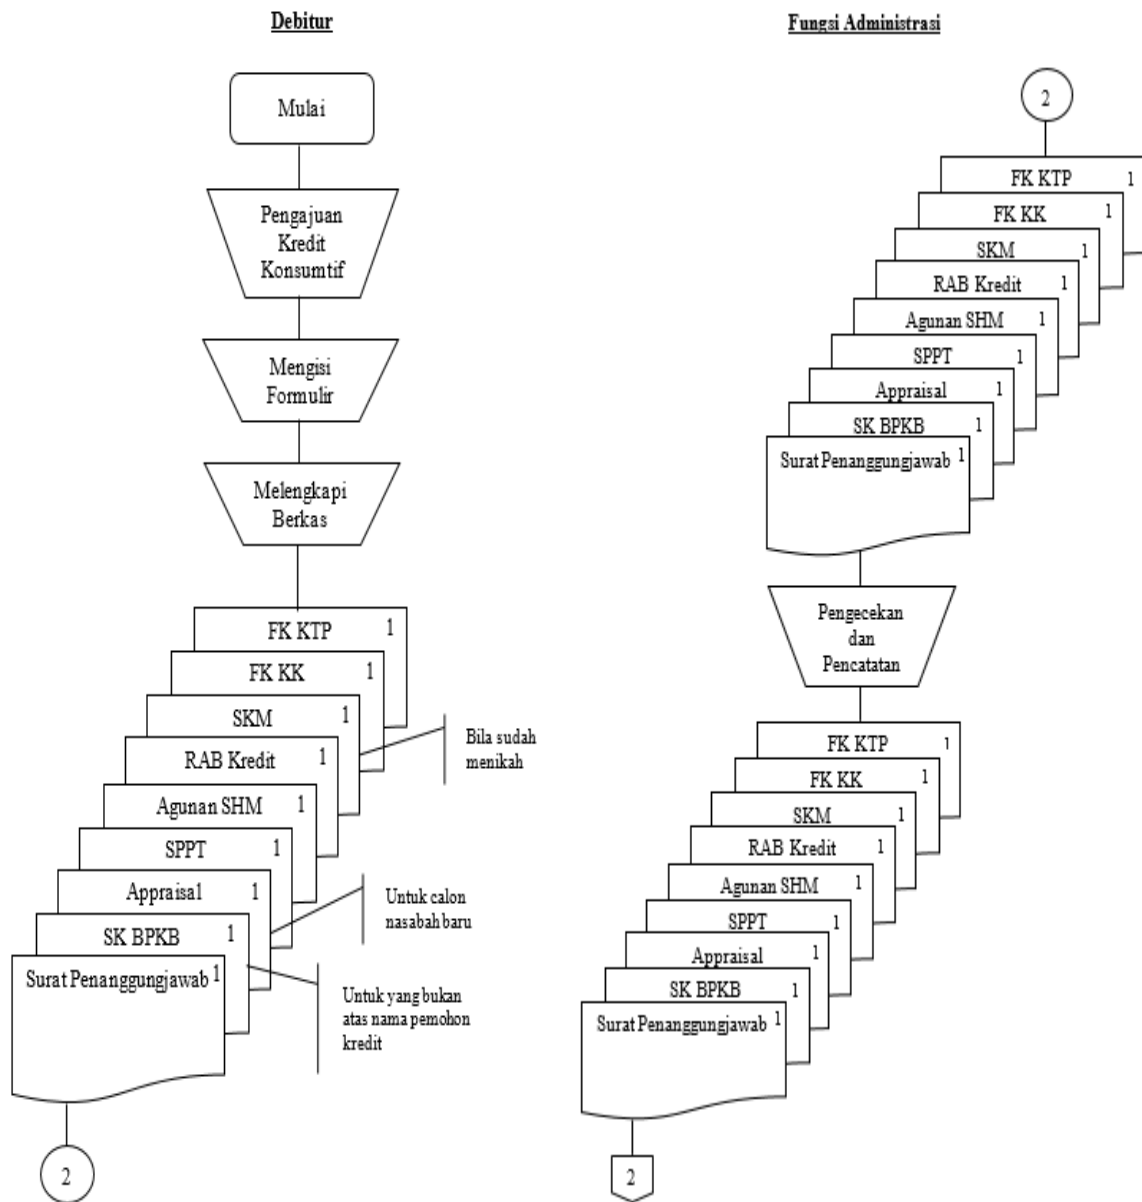 Debitur
Mulai
Pengajuan
Kredit
Konsumtif
Mengisi
Formulir
Melengkapi
Berkas
FK KTP 1
FK KK 1
SKM 1
RAB Kredit 1
Agunan SHM 1
SPPT 1
Appraisal 1
SK BPKB 1
Surat Penanggungjawab 1
Bila sudah
menikah
Untuk calon
nasabah baru
Untuk yang bukan
atas nama pemohon
kredit
2
Fungsi Administrasi
2
FK KTP 1
FK KK 1
SKM 1
RAB Kredit 1
Agunan SHM 1
SPPT 1
Appraisal 1
SK BPKB 1
Surat Penanggungjawab 1
Pengecekan
dan
Pencatatan
FK KTP 1
FK KK 1
SKM 1
RAB Kredit 1
Agunan SHM 1
SPPT 1
Appraisal 1
SK BPKB 1
Surat Penanggungjawab 1
2